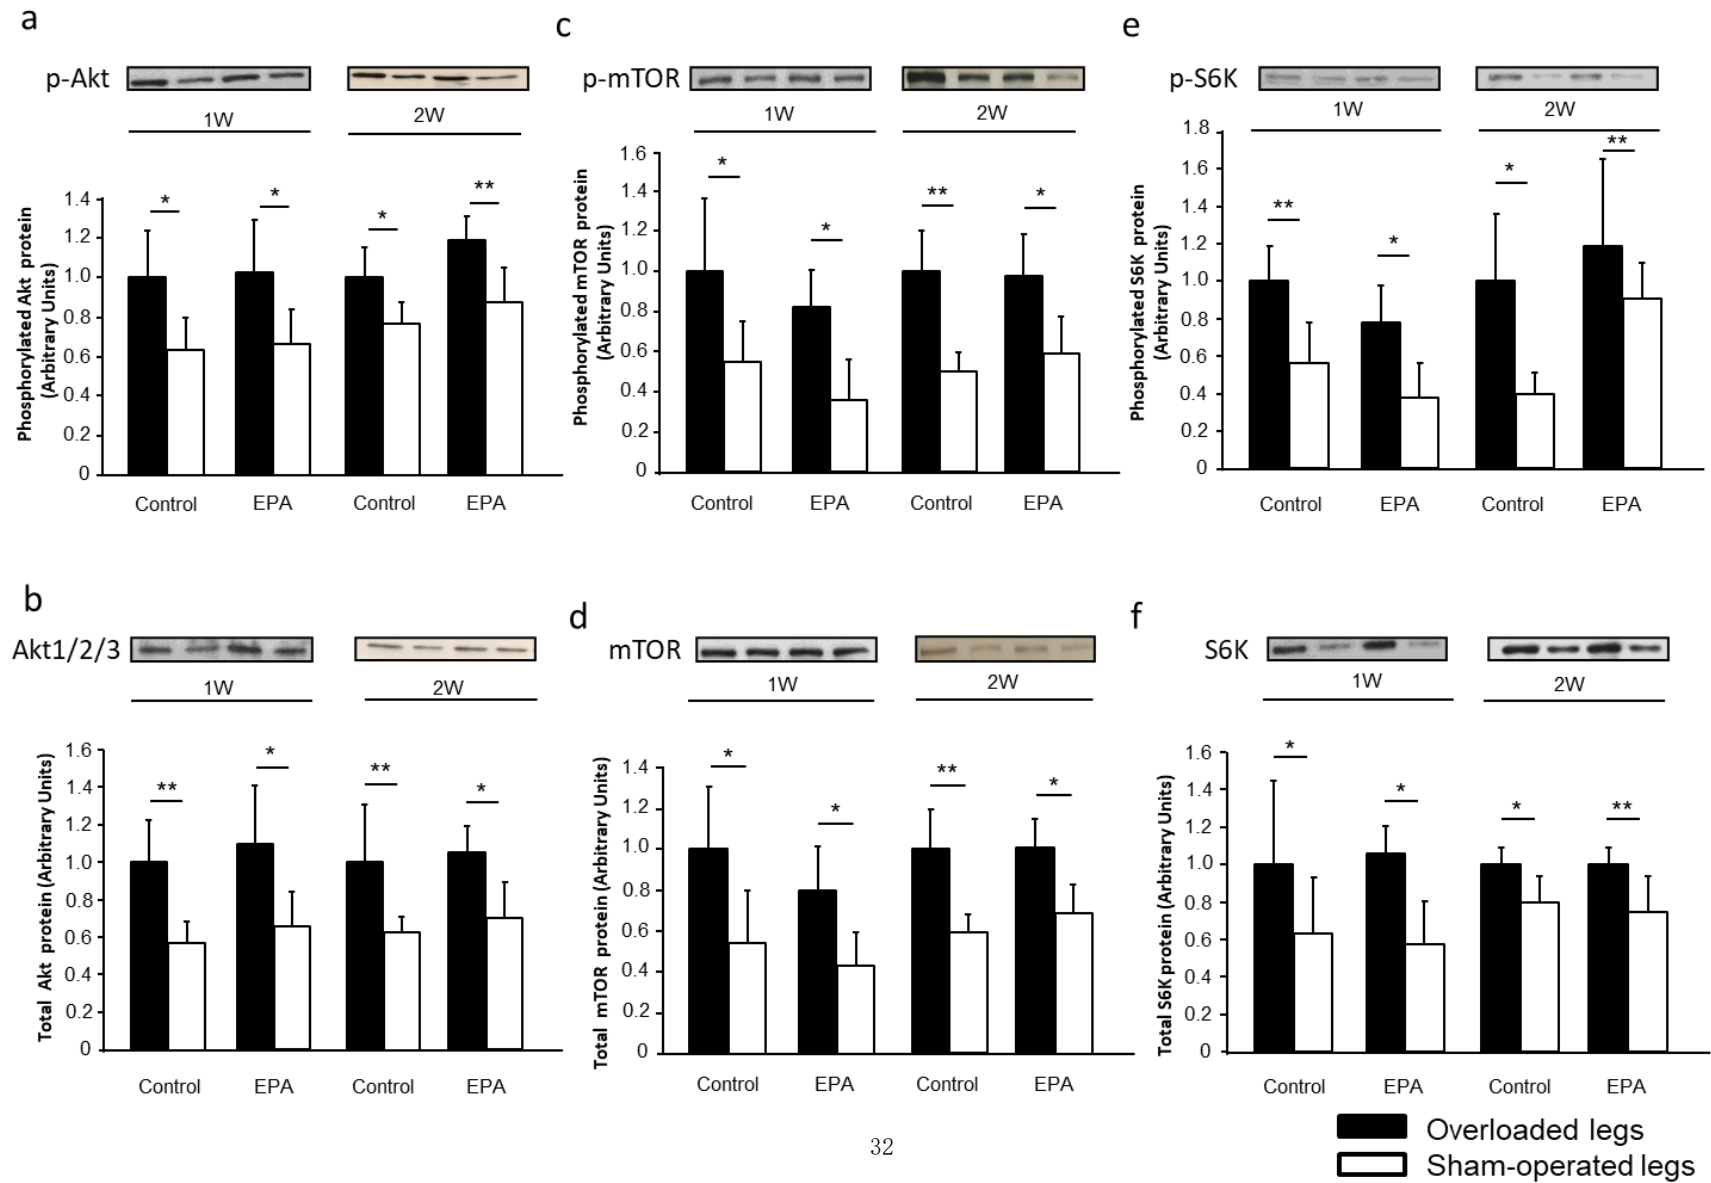 a
p-Akt
1W
2W
Phosphorylated Akt protein
(Arbitrary Units)
1.4
1.2
1.0
0.8
0.6
0.4
0.2
0
*
*
*
**
Control
EPA
Control
EPA
c
p-mTOR
1W
2W
Phosphorylated mTOR protein
(Arbitrary Units)
1.6
1.4
1.2
1.0
0.8
0.6
0.4
0.2
0
*
*
**
*
Control
EPA
Control
EPA
e
p-S6K
1W
2W
Phosphorylated S6K protein
(Arbitrary Units)
1.8
1.6
1.4
1.2
1.0
0.8
0.6
0.4
0.2
0
**
*
*
**
Control
EPA
Control
EPA
b
Akt1/2/3
1W
2W
Total Akt protein (Arbitrary Units)
1.6
1.4
1.2
1.0
0.8
0.6
0.4
0.2
0
**
*
**
*
Control
EPA
Control
EPA
d
mTOR
1W
2W
Total mTOR protein (Arbitrary Units)
1.4
1.2
1.0
0.8
0.6
0.4
0.2
0
*
*
**
*
Control
EPA
Control
EPA
f
S6K
1W
2W
Total S6K protein (Arbitrary Units)
1.6
1.4
1.2
1.0
0.8
0.6
0.4
0.2
0
*
*
*
**
Control
EPA
Control
EPA
Overloaded legs
Sham-operated legs
32